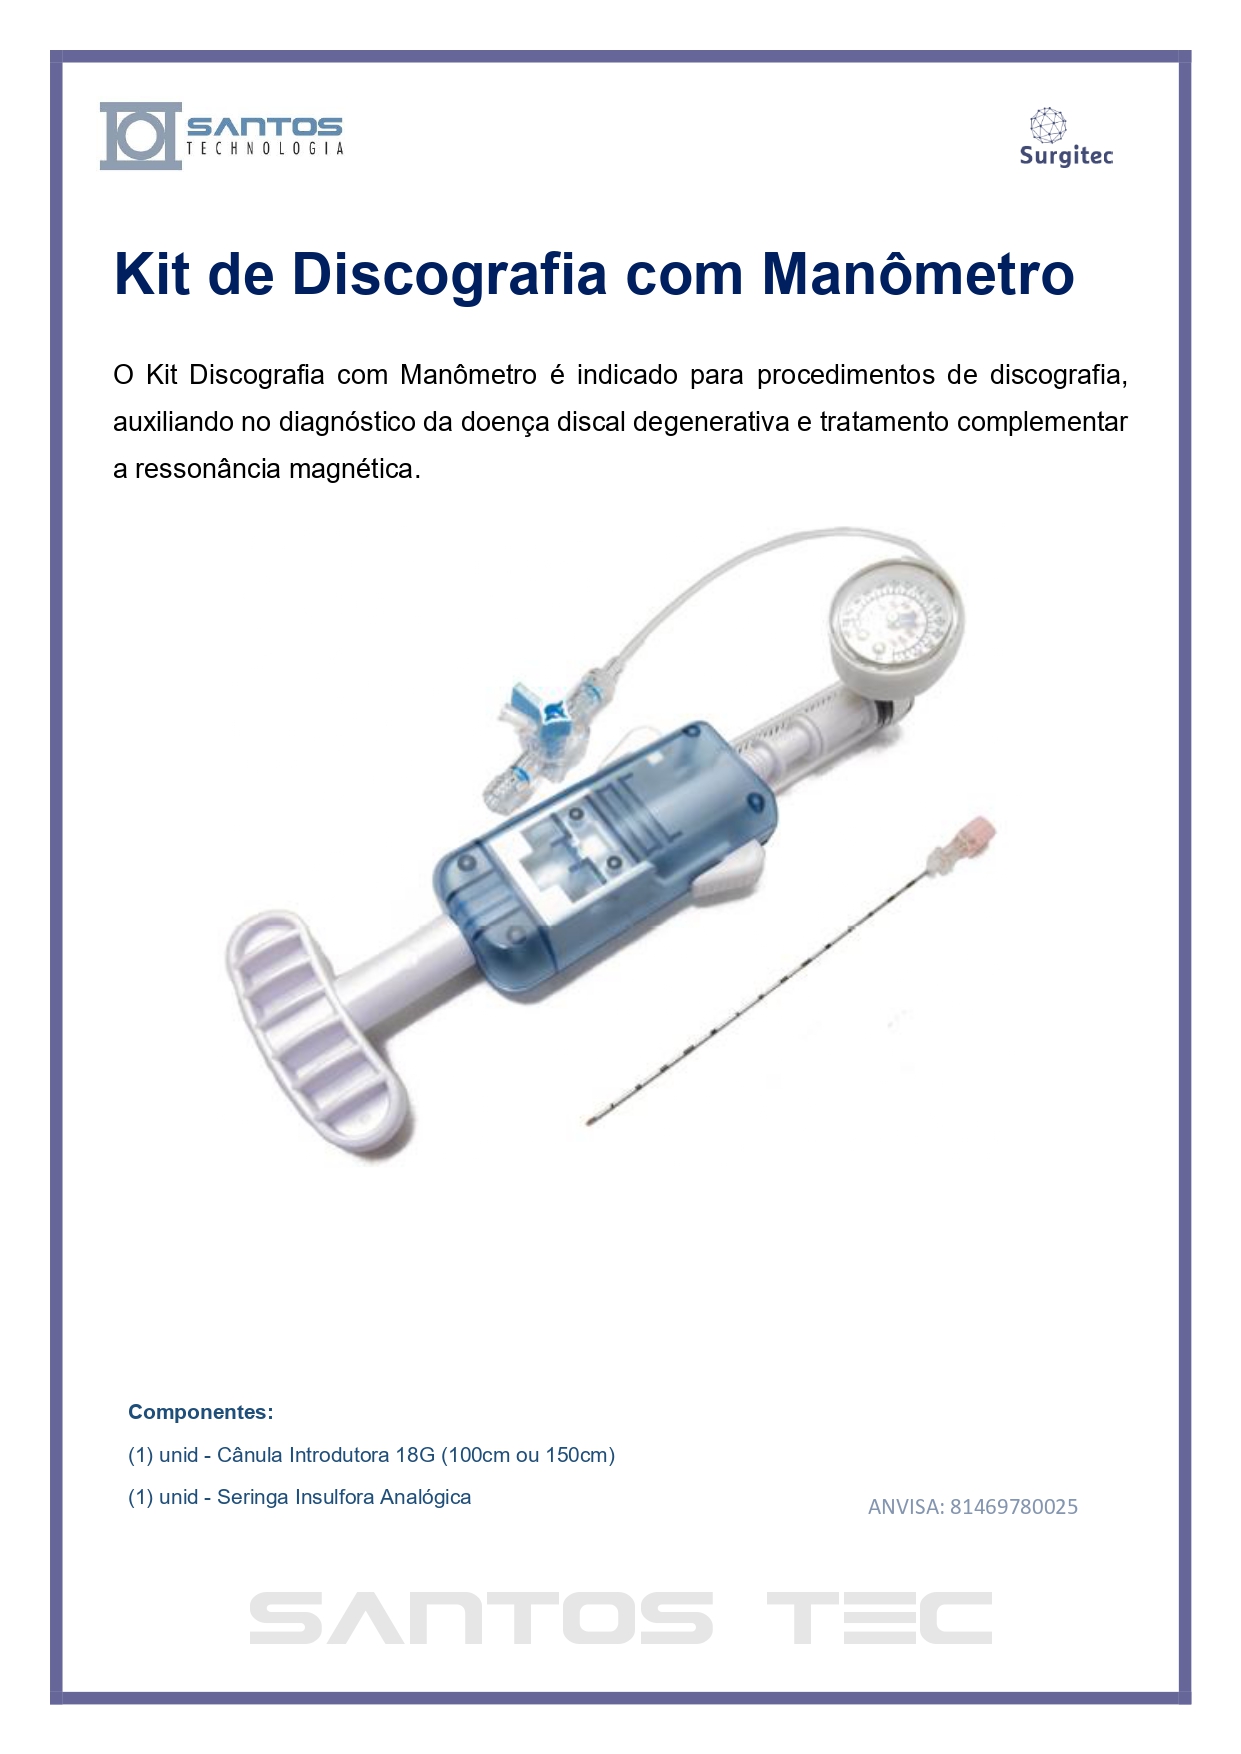 SANTOS
TECHNOLOGIA
Surgitec
Kit de Discografia com Manômetro
O Kit Discografia com Manômetro é indicado para procedimentos de discografia,
auxiliando no diagnóstico da doença discal degenerativa e tratamento complementar
a ressonância magnética.
Componentes:
(1) unid - Cânula Introdutora 18G (100cm ou 150cm)
(1) unid - Seringa Insulfora Analógica
ANVISA: 81469780025
SANTOS TEC